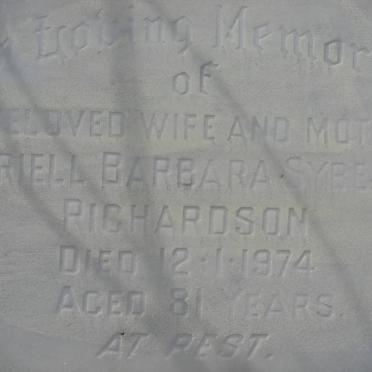 Loving Memor
of
ELOVED WIFE AND MOT
RIELL BARBARA SYBE
RICHARDSON
DIED 12·1·1974
AGED 81 YEARS.
AT REST.